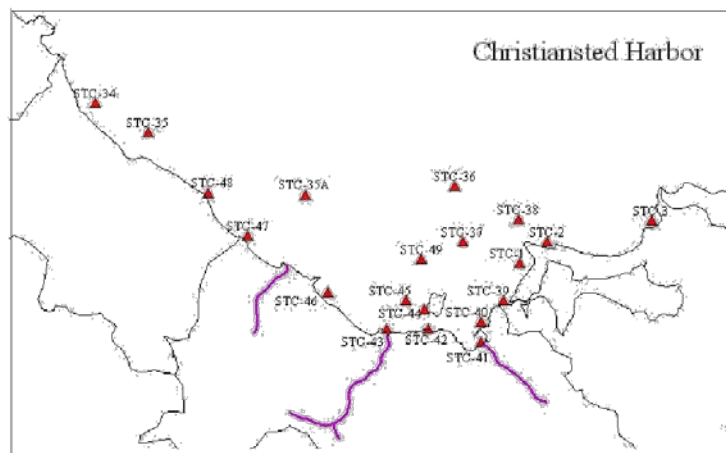 Christiansted Harbor
STC-34
STC-35
STC-36
STC-48
STC-35A
STC-38
STC-3
STC-47
STC-37
STC-2
STC-49
STC-46
STC-45
STC-39
STC-44
STC-40
STC-43
STC-42
STC-41